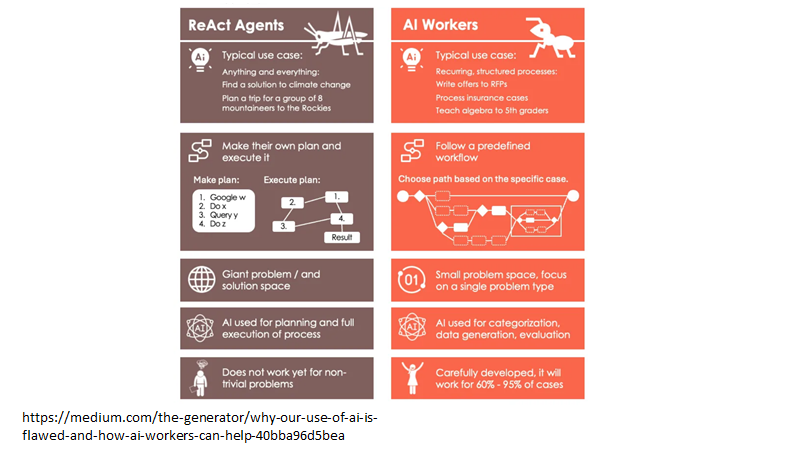 ReAct Agents
Ai
Typical use case:
Anything and everything:
Find a solution to climate change
Plan a trip for a group of 8
mountaineers to the Rockies
Make their own plan and
execute it
Make plan:
1. Google w
2. Do x
3. Query y
4. Do z
Execute plan:
1.
2.
3.
4.
Result
Giant problem / and
solution space
AI
AI used for planning and full
execution of process
Does not work yet for non-
trivial problems
AI Workers
Ai
Typical use case:
Recurring, structured processes:
Write offers to RFPs
Process insurance cases
Teach algebra to 5th graders
Follow a predefined
workflow
Choose path based on the specific case.
01
Small problem space, focus
on a single problem type
AI
AI used for categorization,
data generation, evaluation
Carefully developed, it will
work for 60% - 95% of cases
https://medium.com/the-generator/why-our-use-of-ai-is-
flawed-and-how-ai-workers-can-help-40bba96d5bea